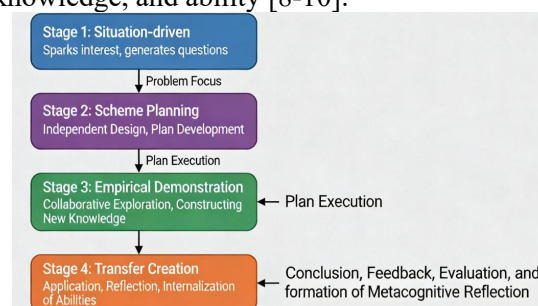 knowledge, and ability [8-10].
Stage 1: Situation-driven
Sparks interest, generates questions
Problem Focus
Stage 2: Scheme Planning
Independent Design, Plan Development
Plan Execution
Stage 3: Empirical Demonstration
Collaborative Exploration, Constructing
New Knowledge
Plan Execution
Stage 4: Transfer Creation
Application, Reflection, Internalization
of Abilities
Conclusion, Feedback, Evaluation, and
formation of Metacognitive Reflection